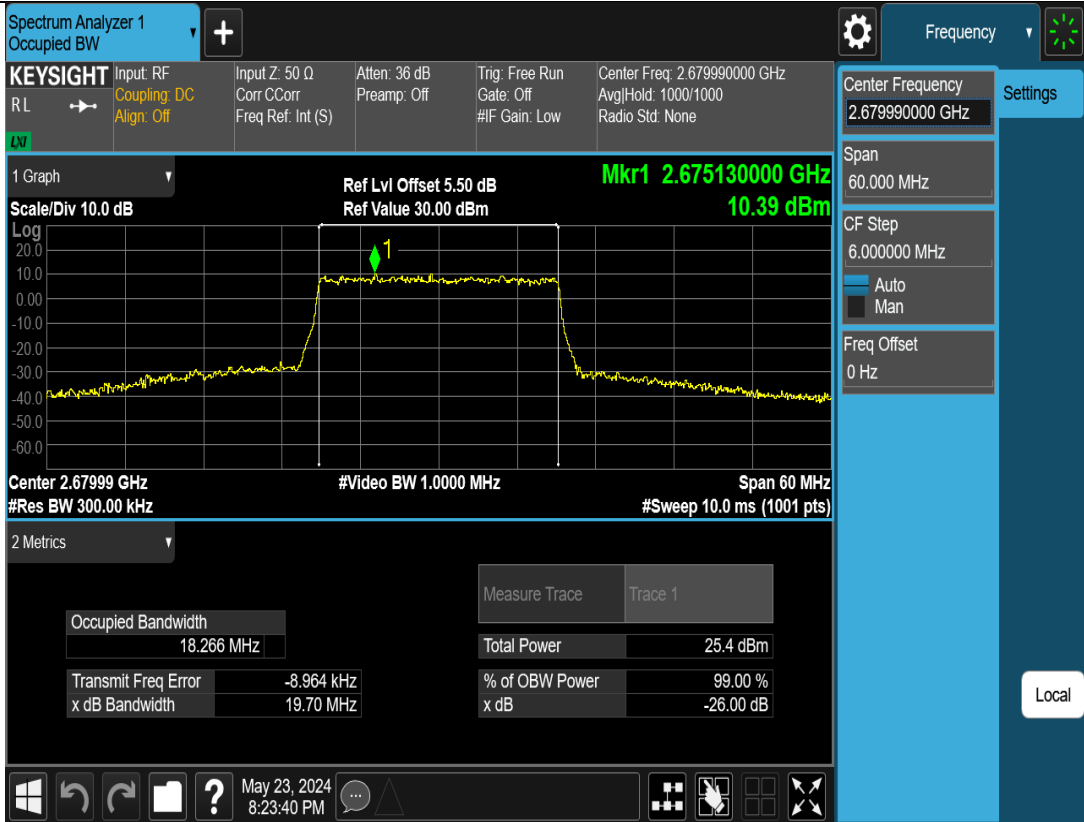 Spectrum Analyzer 1
Occupied BW
Frequency
KEYSIGHT
R L
LXI
Input: RF
Coupling: DC
Align: Off
Input Z: 50 Ω
Corr CCorr
Freq Ref: Int (S)
Atten: 36 dB
Preamp: Off
Trig: Free Run
Gate: Off
#IF Gain: Low
Center Freq: 2.679990000 GHz
Avg|Hold: 1000/1000
Radio Std: None
Center Frequency
2.679990000 GHz
Settings
Span
60.000 MHz
CF Step
6.000000 MHz
Auto
Man
Freq Offset
0 Hz
Local
1 Graph
Scale/Div 10.0 dB
Log
Ref Lvl Offset 5.50 dB
Ref Value 30.00 dBm
Mkr1 2.675130000 GHz
10.39 dBm
1
20.0
10.0
0.00
-10.0
-20.0
-30.0
-40.0
-50.0
-60.0
Center 2.67999 GHz
#Video BW 1.0000 MHz
Span 60 MHz
#Res BW 300.00 kHz
#Sweep 10.0 ms (1001 pts)
2 Metrics
Measure Trace Trace 1
Occupied Bandwidth
18.266 MHz
Total Power 25.4 dBm
Transmit Freq Error -8.964 kHz
% of OBW Power 99.00 %
x dB Bandwidth 19.70 MHz
x dB -26.00 dB
May 23, 2024
8:23:40 PM